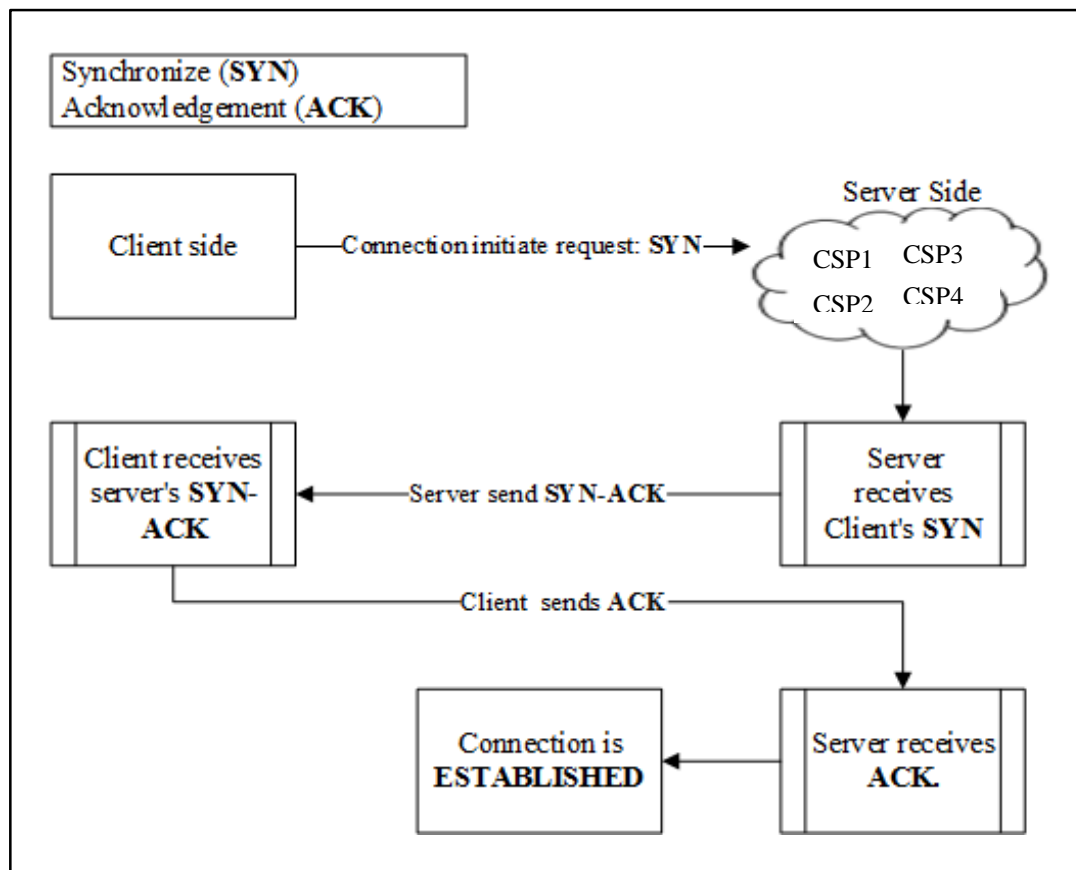 Synchronize (SYN)
Acknowledgement (ACK)
Server Side
Client side
Connection initiate request: SYN
CSP1
CSP3
CSP2
CSP4
Client receives
server's SYN-
ACK
Server send SYN-ACK
Server
receives
Client's SYN
Client sends ACK
Connection is
ESTABLISHED
Server receives
ACK.